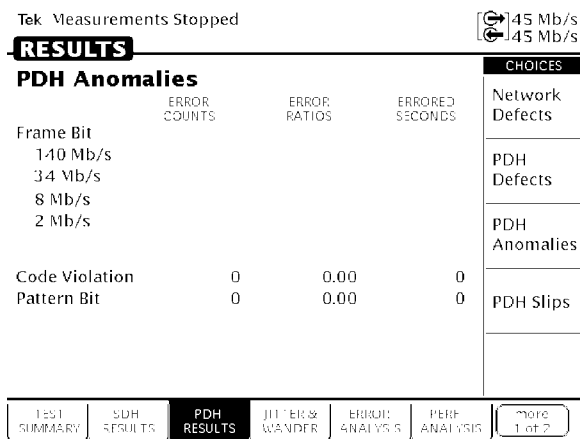 Tek Measurements Stopped
45 Mb/s
45 Mb/s
RESULTS
PDH Anomalies
ERROR COUNTS
ERROR RATIOS
ERRORED SECONDS
Frame Bit
140 Mb/s
34 Mb/s
8 Mb/s
2 Mb/s
Code Violation 0 0.00 0
Pattern Bit 0 0.00 0
CHOICES
Network
Defects
PDH
Defects
PDH
Anomalies
PDH Slips
TEST
SUMMARY
SDH
RESULTS
PDH
RESULTS
JITTER &
WANDER
ERROR
ANALYSIS
PERF
ANALYSIS
more
1 of 2